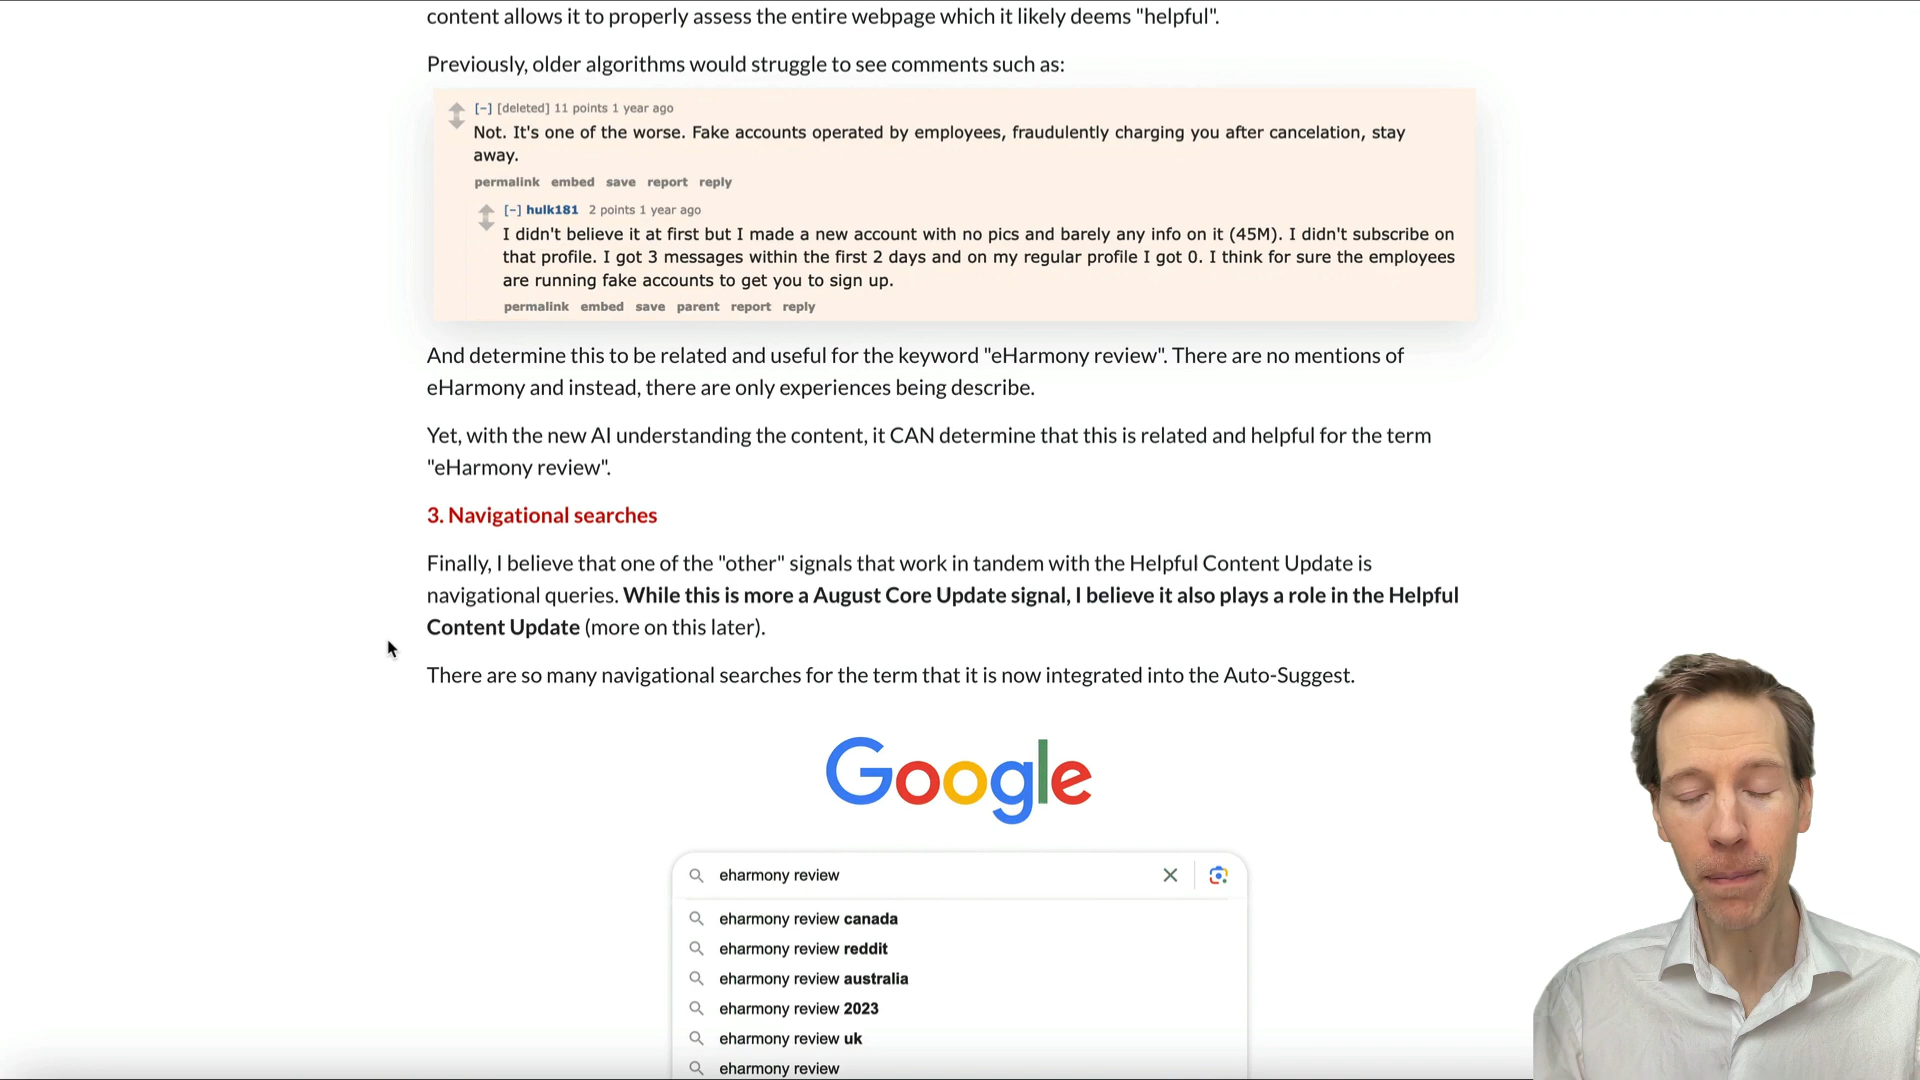 content allows it to properly assess the entire webpage which it likely deems "helpful".
Previously, older algorithms would struggle to see comments such as:
[–] [deleted] 11 points 1 year ago
Not. It's one of the worse. Fake accounts operated by employees, fraudulently charging you after cancelation, stay
away.
permalink embed save report reply
[–] hulk181 2 points 1 year ago
I didn't believe it at first but I made a new account with no pics and barely any info on it (45M). I didn't subscribe on
that profile. I got 3 messages within the first 2 days and on my regular profile I got 0. I think for sure the employees
are running fake accounts to get you to sign up.
permalink embed save parent report reply
And determine this to be related and useful for the keyword "eHarmony review". There are no mentions of
eHarmony and instead, there are only experiences being describe.
Yet, with the new AI understanding the content, it CAN determine that this is related and helpful for the term
"eHarmony review".
3. Navigational searches
Finally, I believe that one of the "other" signals that work in tandem with the Helpful Content Update is
navigational queries. While this is more a August Core Update signal, I believe it also plays a role in the Helpful
Content Update (more on this later).
There are so many navigational searches for the term that it is now integrated into the Auto-Suggest.
Google
eharmony review
eharmony review canada
eharmony review reddit
eharmony review australia
eharmony review 2023
eharmony review uk
eharmony review